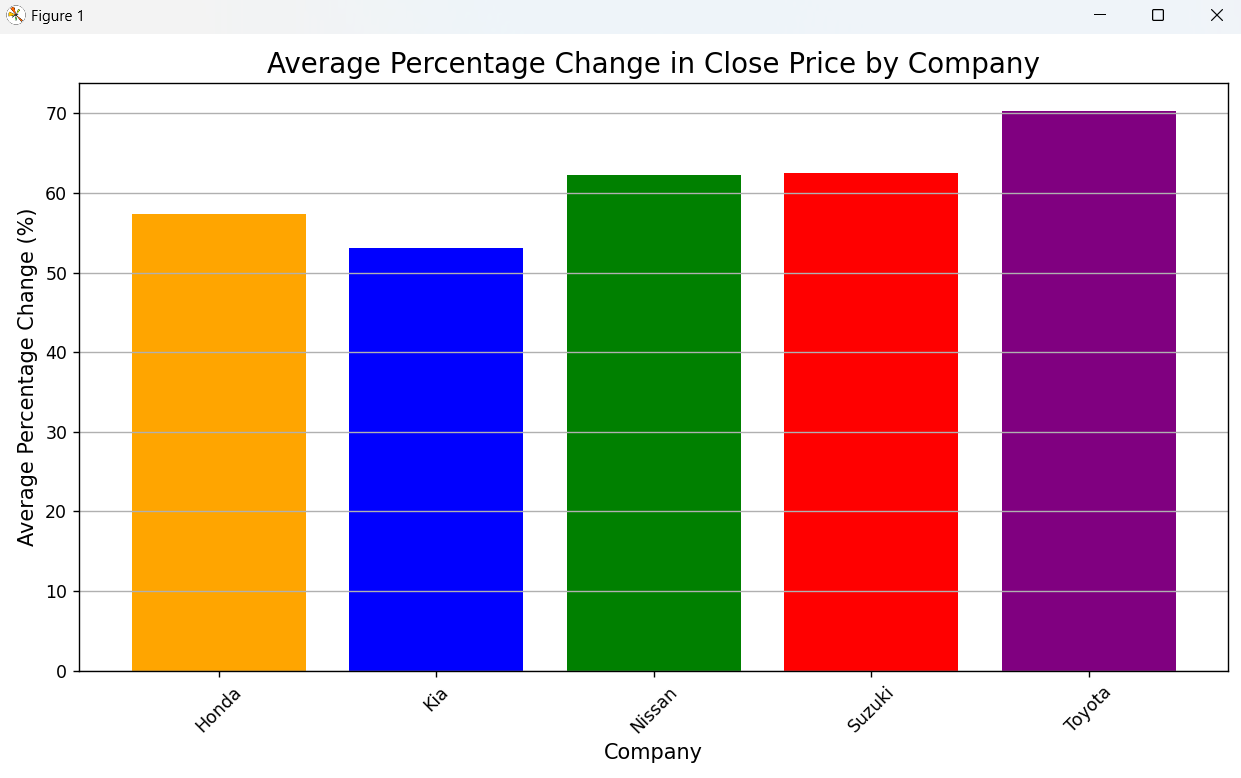 Figure 1
Average Percentage Change in Close Price by Company
Average Percentage Change (%)
70
60
50
40
30
20
10
0
Honda
Kia
Nissan
Suzuki
Toyota
Company